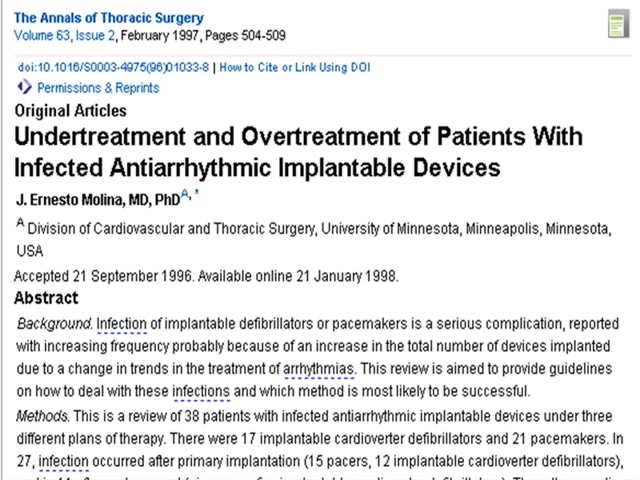 The Annals of Thoracic Surgery
Volume 63, Issue 2, February 1997, Pages 504-509
doi:10.1016/S0003-4975(96)01033-8 | How to Cite or Link Using DOI
Permissions & Reprints
Original Articles
Undertreatment and Overtreatment of Patients With
Infected Antiarrhythmic Implantable Devices
J. Ernesto Molina, MD, PhD A, *
A Division of Cardiovascular and Thoracic Surgery, University of Minnesota, Minneapolis, Minnesota,
USA
Accepted 21 September 1996. Available online 21 January 1998.
Abstract
Background. Infection of implantable defibrillators or pacemakers is a serious complication, reported
with increasing frequency probably because of an increase in the total number of devices implanted
due to a change in trends in the treatment of arrhythmias. This review is aimed to provide guidelines
on how to deal with these infections and which method is most likely to be successful.
Methods. This is a review of 38 patients with infected antiarrhythmic implantable devices under three
different plans of therapy. There were 17 implantable cardioverter defibrillators and 21 pacemakers. In
27, infection occurred after primary implantation (15 pacers, 12 implantable cardioverter defibrillators),